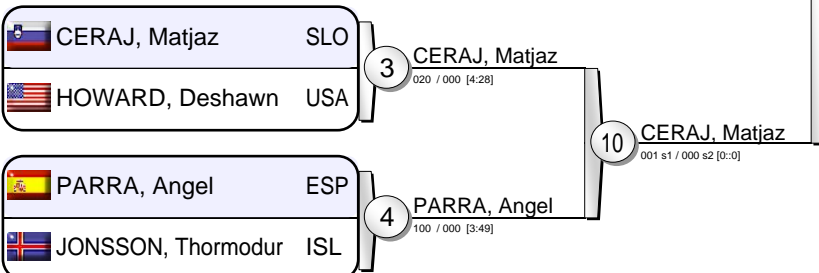 CERAJ, Matjaz SLO
HOWARD, Deshawn USA
3
CERAJ, Matjaz
020 / 000 [4:28]
PARRA, Angel ESP
JONSSON, Thormodur ISL
4
PARRA, Angel
100 / 000 [3:49]
10
CERAJ, Matjaz
001 s1 / 000 s2 [0::0]